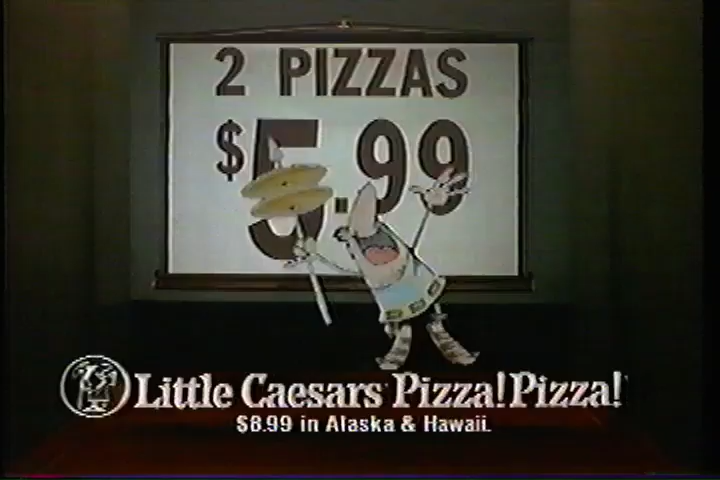 2 PIZZAS
$5.99
Little Caesars Pizza!Pizza!
$8.99 in Alaska & Hawaii.